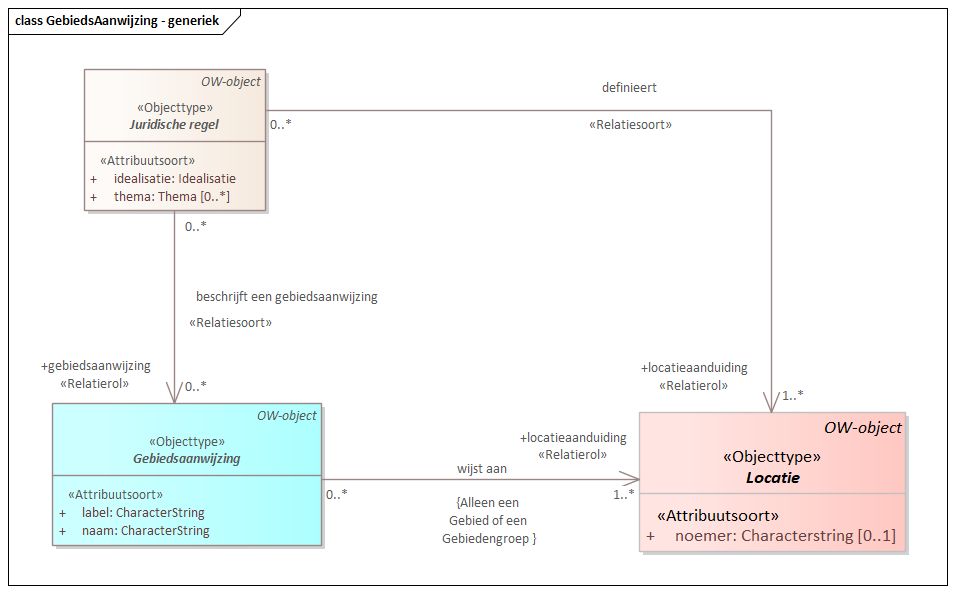 class GebiedsAanwijzing - generiek
OW-object
«Objecttype»
Juridische regel
«Attribuutsoort»
+ idealisatie: Idealisatie
+ thema: Thema [0..*]
definieert
0..*
«Relatiesoort»
0..*
beschrijft een gebiedsaanwijzing
«Relatiesoort»
+gebiedsaanwijzing
«Relatierol»
0..*
+locatieaanduiding
«Relatierol»
1..*
OW-object
«Objecttype»
Gebiedsaanwijzing
«Attribuutsoort»
+ label: CharacterString
+ naam: CharacterString
+locatieaanduiding
«Relatierol»
wijst aan
0..*
1..*
{Alleen een
Gebied of een
Gebiedengroep }
OW-object
«Objecttype»
Locatie
«Attribuutsoort»
+ noemer: Characterstring [0..1]